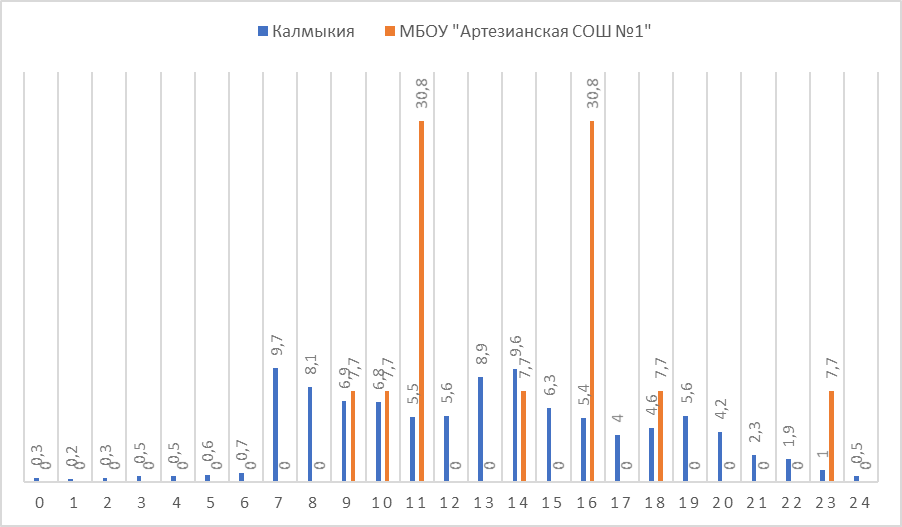 Калмыкия МБОУ "Артезианская СОШ №1"
0,3 0 0,2 0 0,3 0 0,5 0 0,5 0 0,6 0 0,7 0 9,7 0 8,1 0 6,9 7,7 6,8 7,7 5,5 30,8 5,6 0 8,9 0 9,6 7,7 6,3 0 5,4 30,8 4 0 4,6 7,7 5,6 0 4,2 0 2,3 0 1,9 0 1 7,7 0,5 0
0 1 2 3 4 5 6 7 8 9 10 11 12 13 14 15 16 17 18 19 20 21 22 23 24